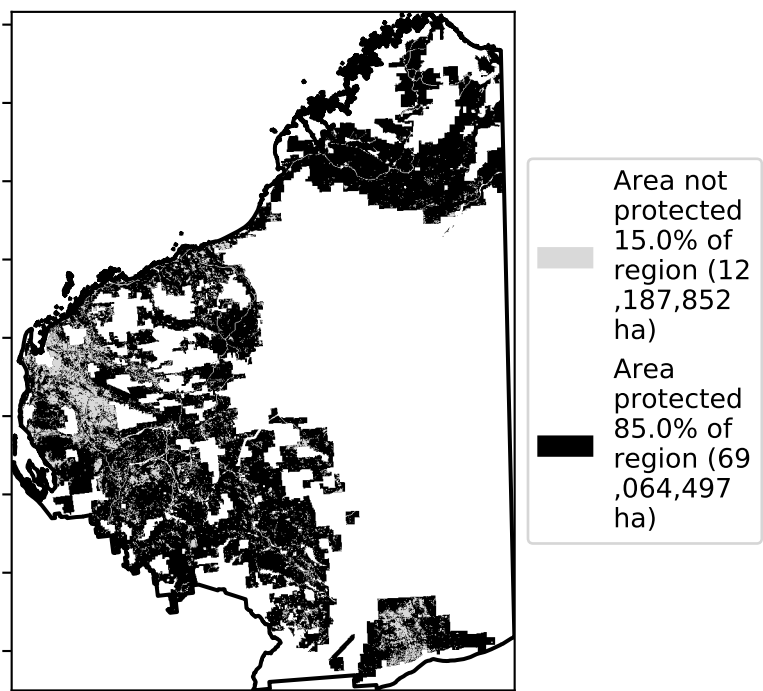 Area not
protected
15.0% of
region (12
,187,852
ha)
Area
protected
85.0% of
region (69
,064,497
ha)